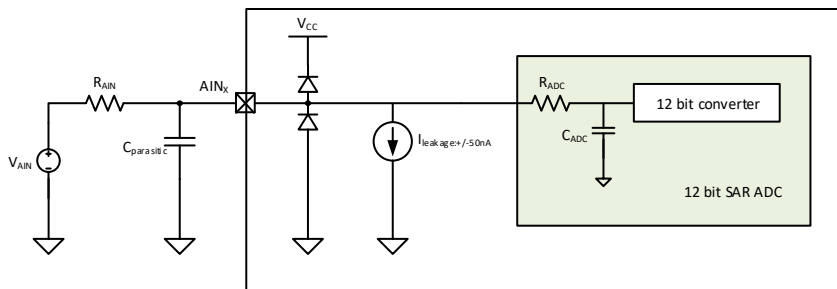 V_CC
R_AIN
AIN_X
R_ADC
12 bit converter
C_parasitic
I_leakage:+/-50nA
C_ADC
V_AIN
+
-
12 bit SAR ADC